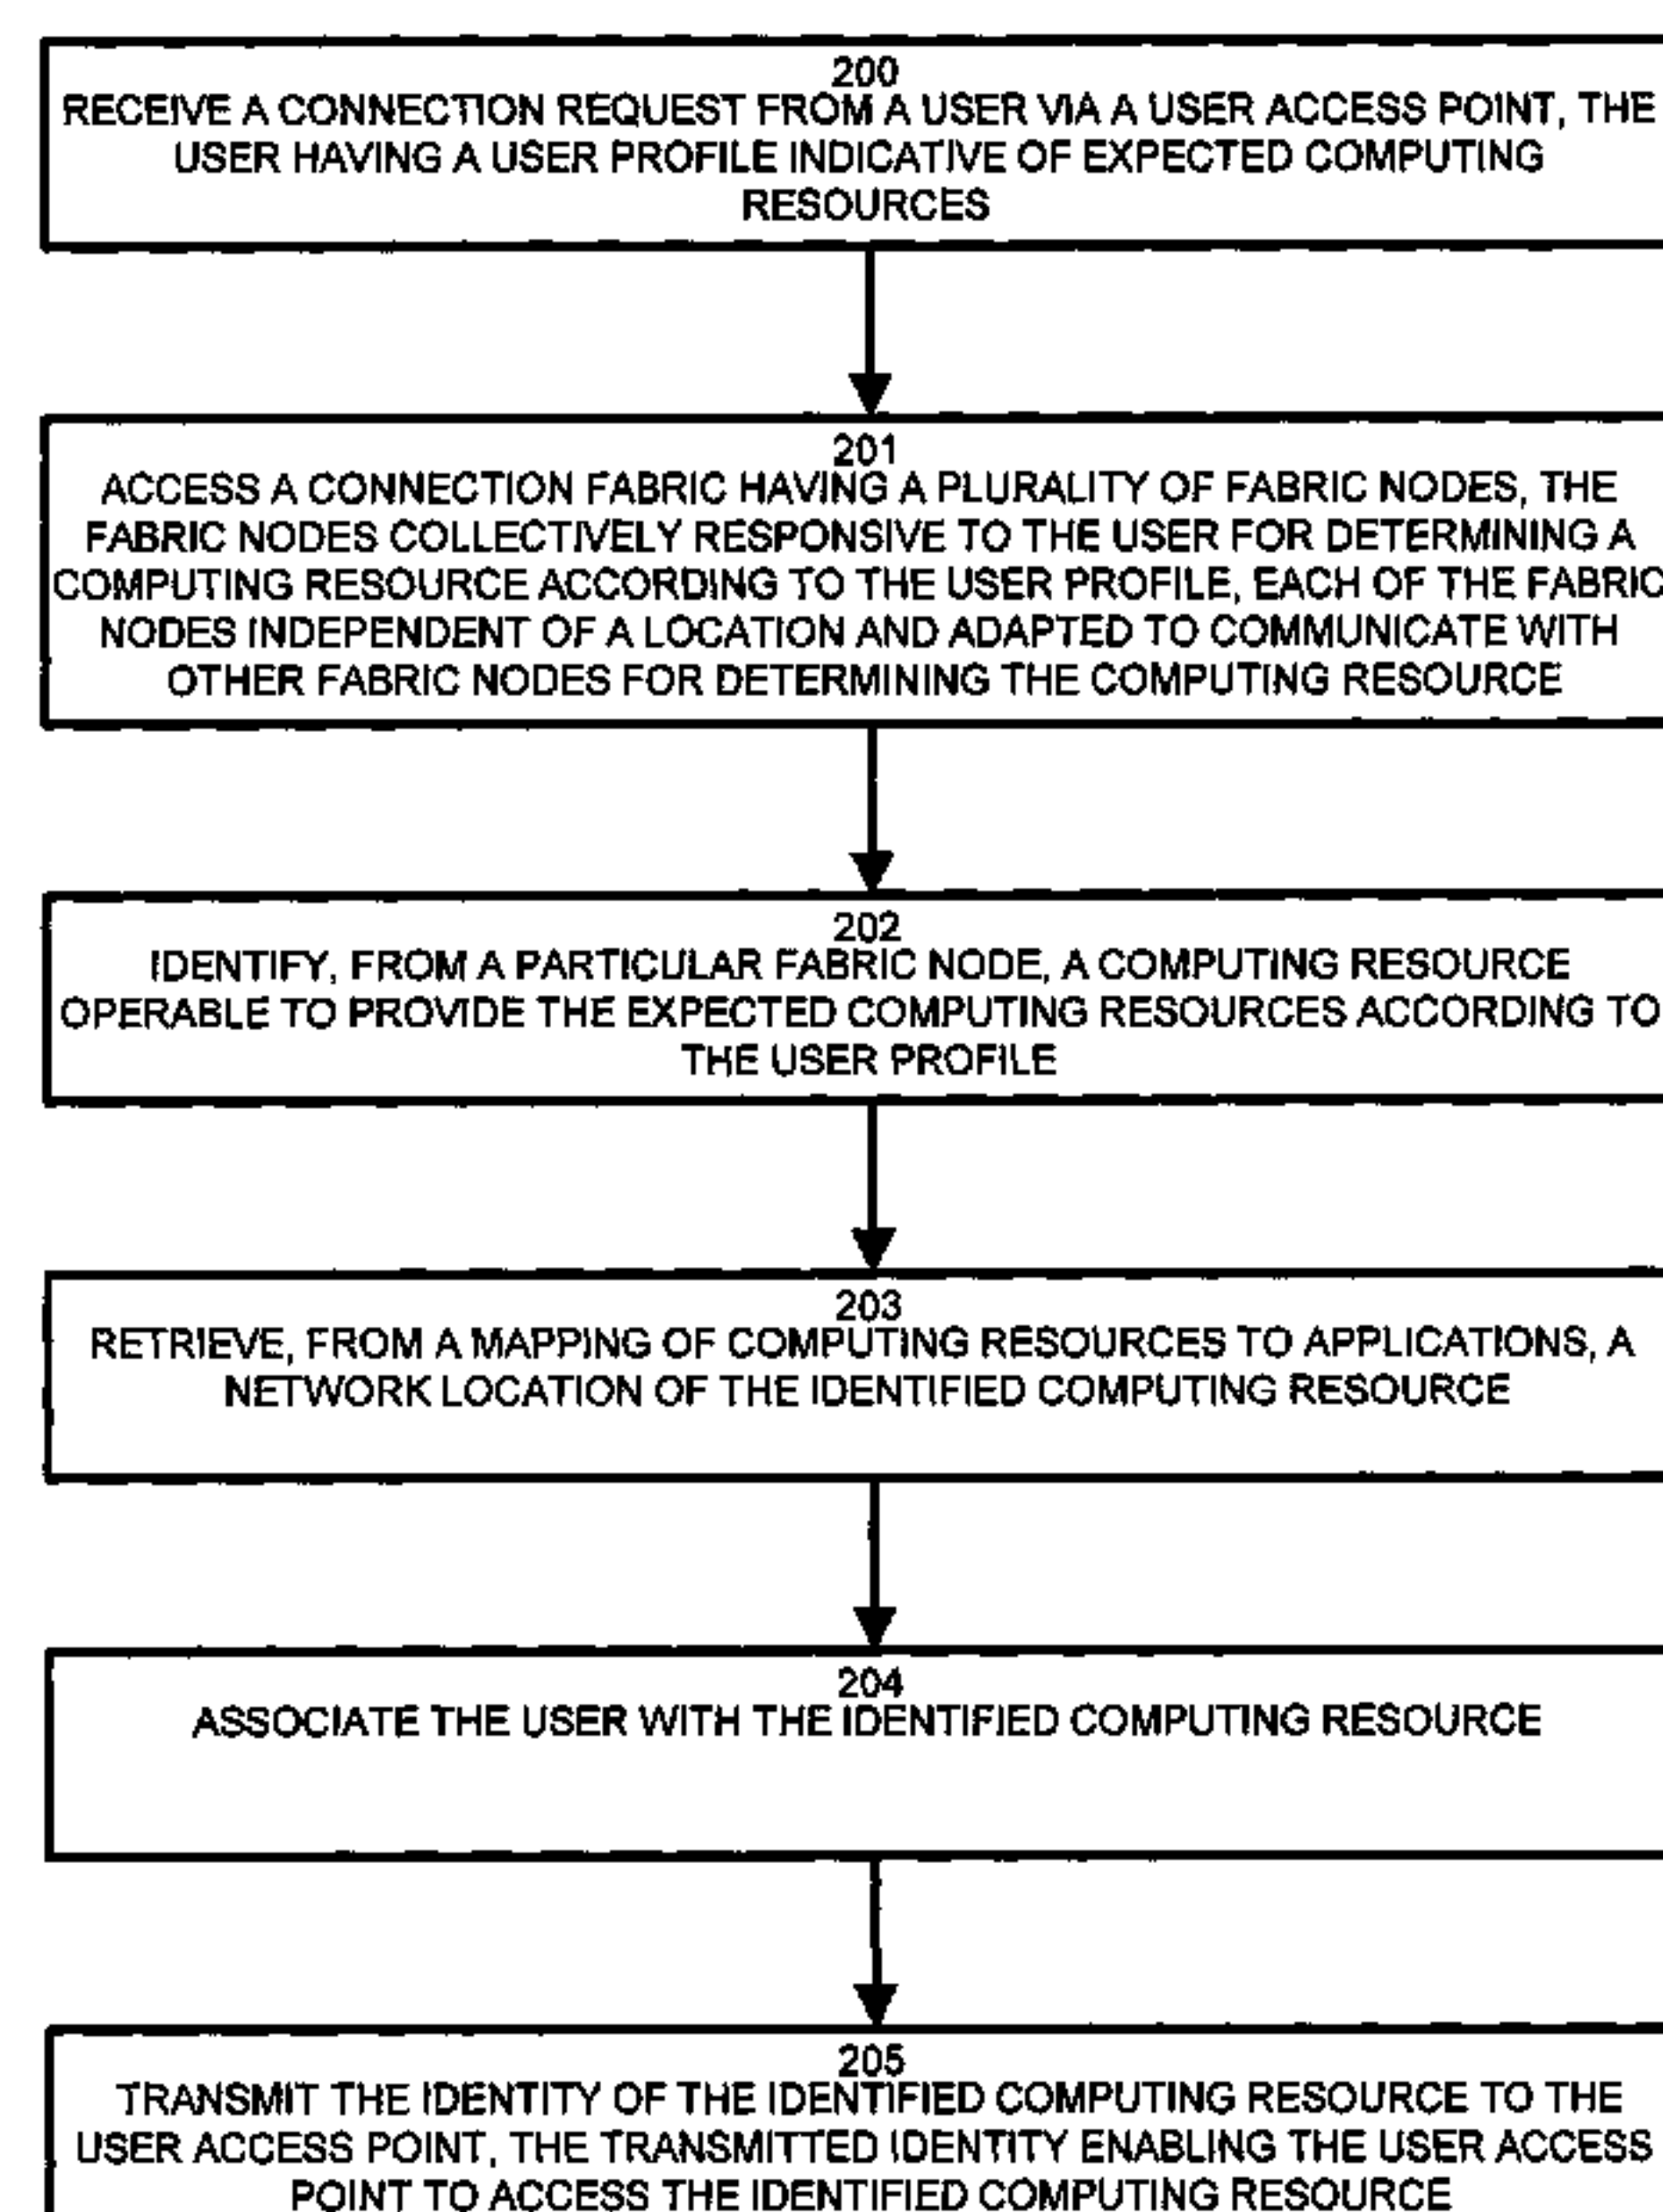 200
RECEIVE A CONNECTION REQUEST FROM A USER VIA A USER ACCESS POINT, THE
USER HAVING A USER PROFILE INDICATIVE OF EXPECTED COMPUTING
RESOURCES
201
ACCESS A CONNECTION FABRIC HAVING A PLURALITY OF FABRIC NODES, THE
FABRIC NODES COLLECTIVELY RESPONSIVE TO THE USER FOR DETERMINING A
COMPUTING RESOURCE ACCORDING TO THE USER PROFILE, EACH OF THE FABRIC
NODES INDEPENDENT OF A LOCATION AND ADAPTED TO COMMUNICATE WITH
OTHER FABRIC NODES FOR DETERMINING THE COMPUTING RESOURCE
202
IDENTIFY, FROM A PARTICULAR FABRIC NODE, A COMPUTING RESOURCE
OPERABLE TO PROVIDE THE EXPECTED COMPUTING RESOURCES ACCORDING TO
THE USER PROFILE
203
RETRIEVE, FROM A MAPPING OF COMPUTING RESOURCES TO APPLICATIONS, A
NETWORK LOCATION OF THE IDENTIFIED COMPUTING RESOURCE
204
ASSOCIATE THE USER WITH THE IDENTIFIED COMPUTING RESOURCE
205
TRANSMIT THE IDENTITY OF THE IDENTIFIED COMPUTING RESOURCE TO THE
USER ACCESS POINT, THE TRANSMITTED IDENTITY ENABLING THE USER ACCESS
POINT TO ACCESS THE IDENTIFIED COMPUTING RESOURCE